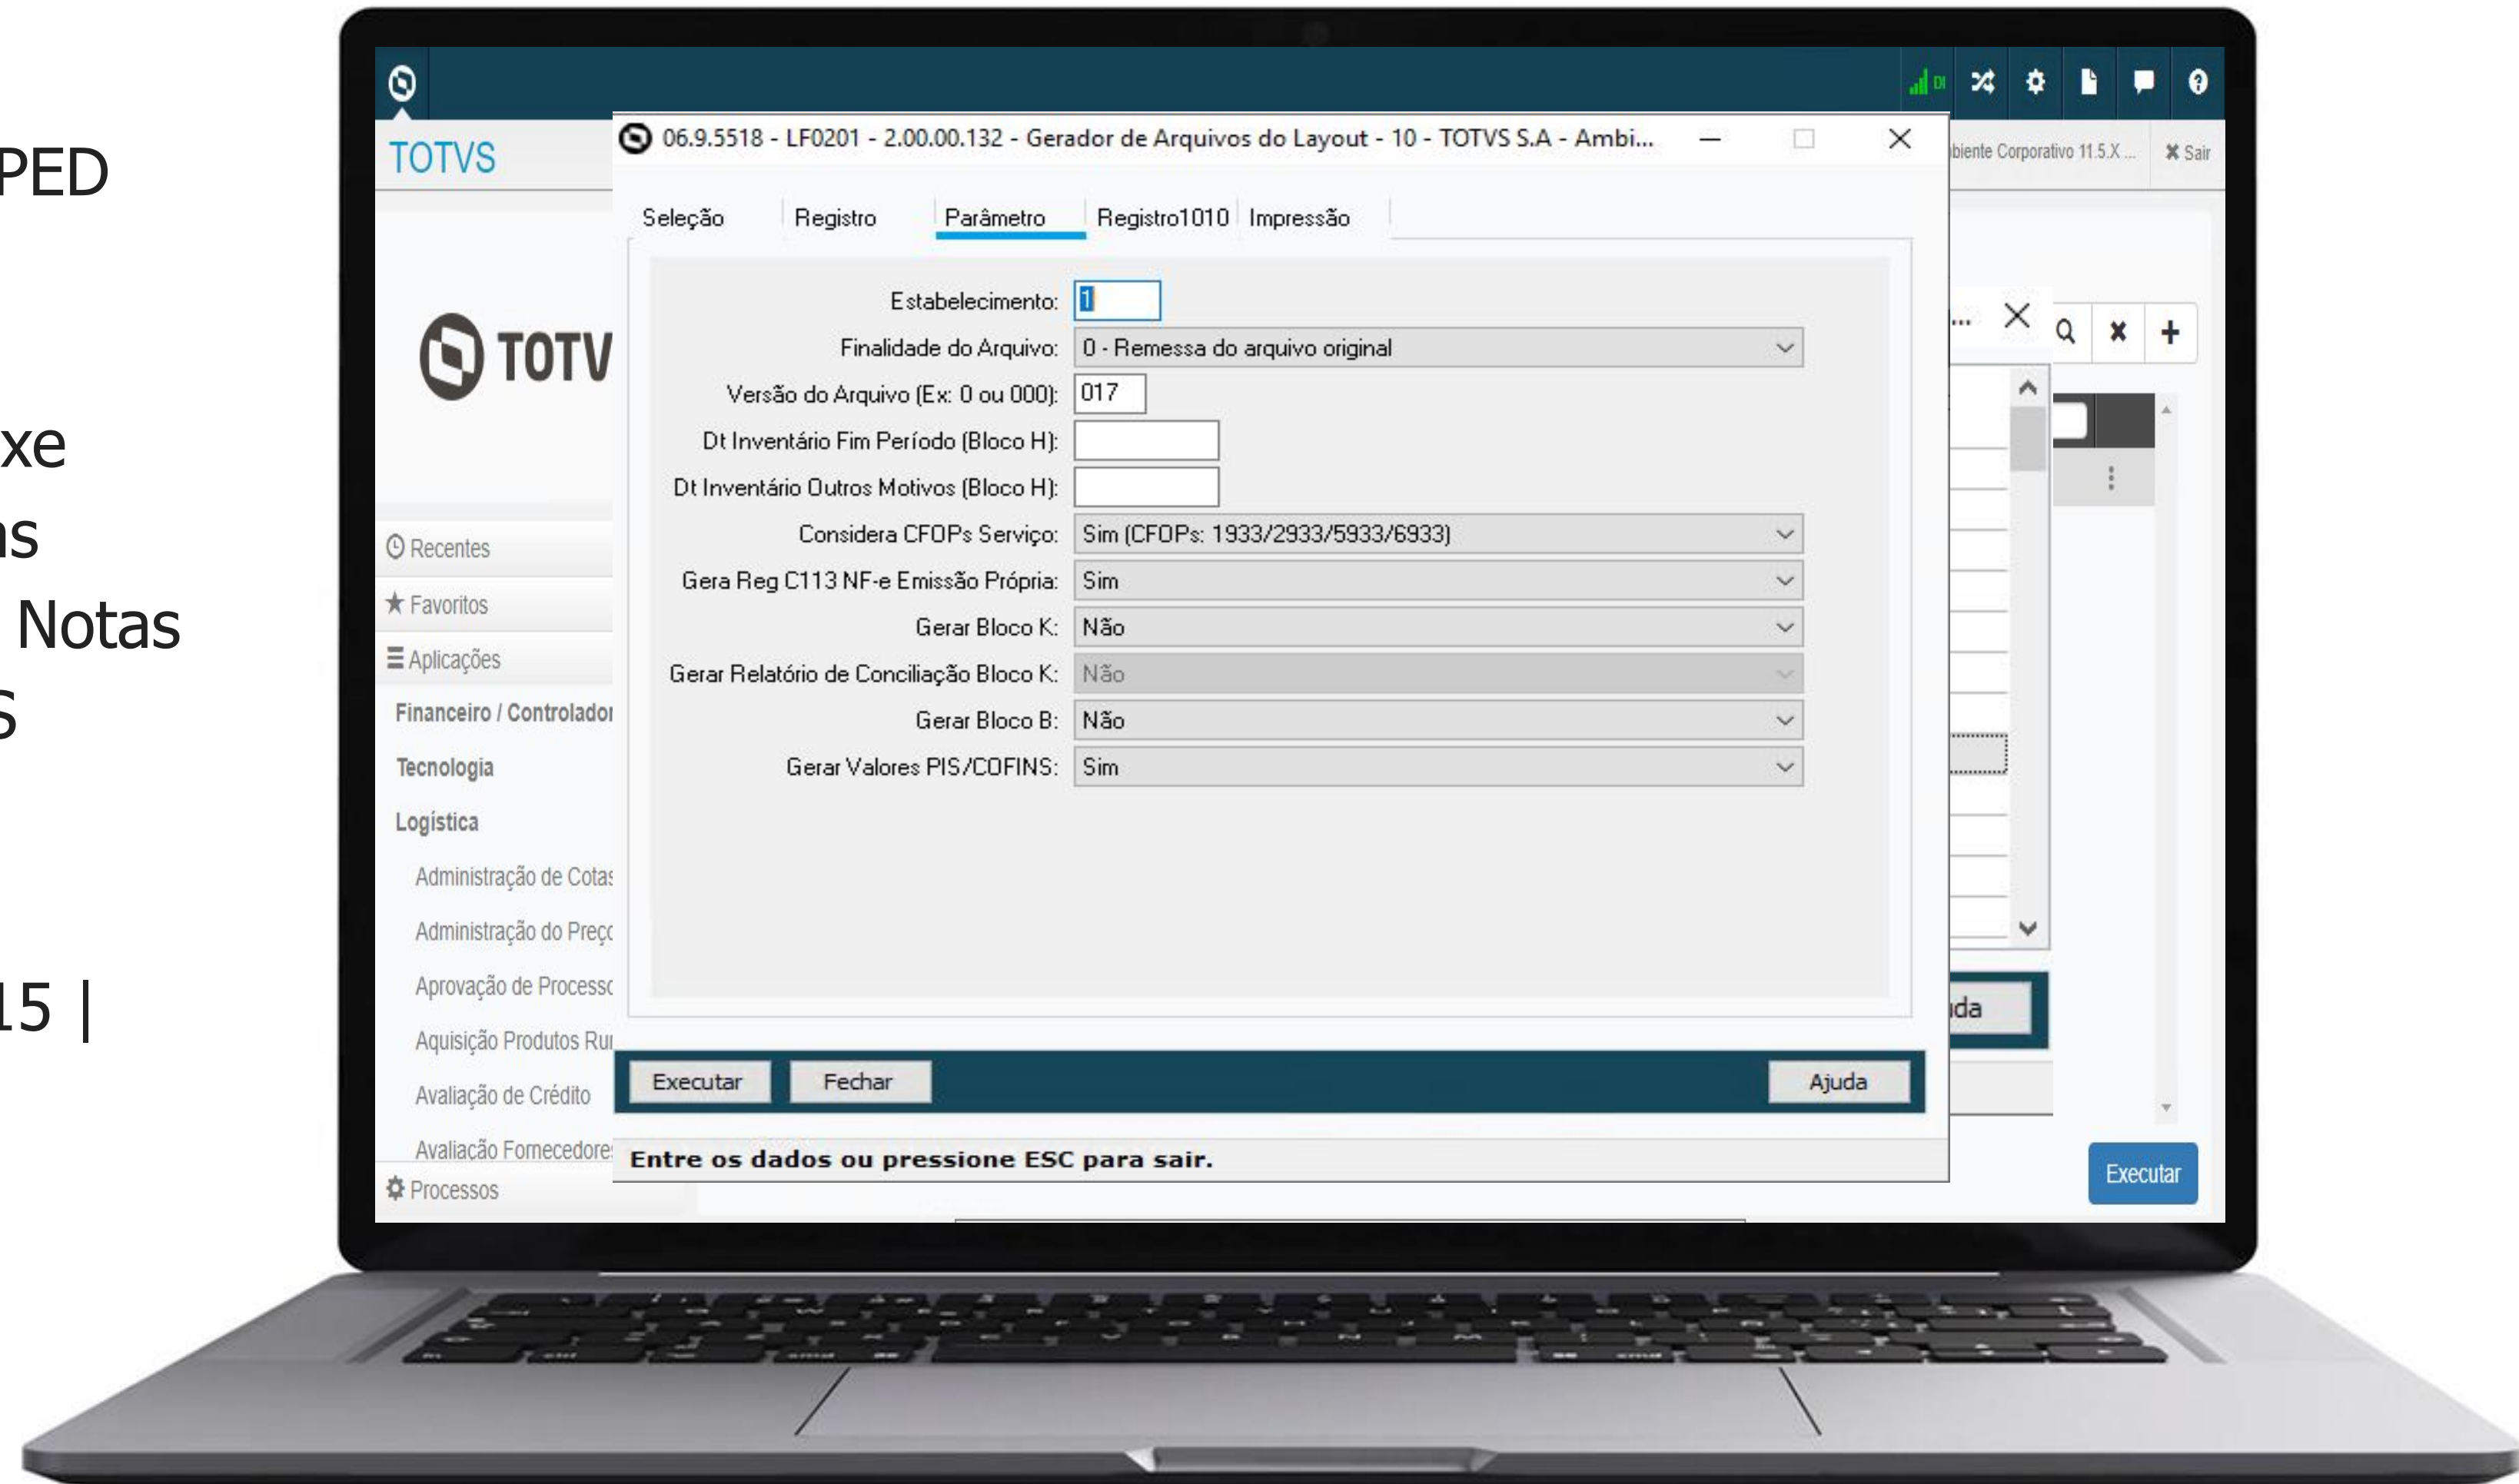 PED
xe
Notas
S
15 |
DI
TOTVS
06.9.5518 - LF0201 - 2.00.00.132 - Gerador de Arquivos do Layout - 10 - TOTVS S.A - Ambi...
biente Corporativo 11.5.X ...
Sair
Seleção
Registro
Parâmetro
Registro1010
Impressão
TOTV
Estabelecimento: 1
Finalidade do Arquivo: 0 - Remessa do arquivo original
Versão do Arquivo (Ex: 0 ou 000): 017
Dt Inventário Fim Período (Bloco H):
Dt Inventário Outros Motivos (Bloco H):
Considera CFOPs Serviço: Sim (CFOPs: 1933/2933/5933/6933)
Gera Reg C113 NF-e Emissão Própria: Sim
Gerar Bloco K: Não
Gerar Relatório de Conciliação Bloco K: Não
Gerar Bloco B: Não
Gerar Valores PIS/COFINS: Sim
Recentes
Favoritos
Aplicações
Financeiro / Controlador
Tecnologia
Logística
Administração de Cotas
Administração do Preço
Aprovação de Processo
Aquisição Produtos Rur
Avaliação de Crédito
Avaliação Fornecedores
Processos
...
da
Executar
Fechar
Ajuda
Entre os dados ou pressione ESC para sair.
Executar